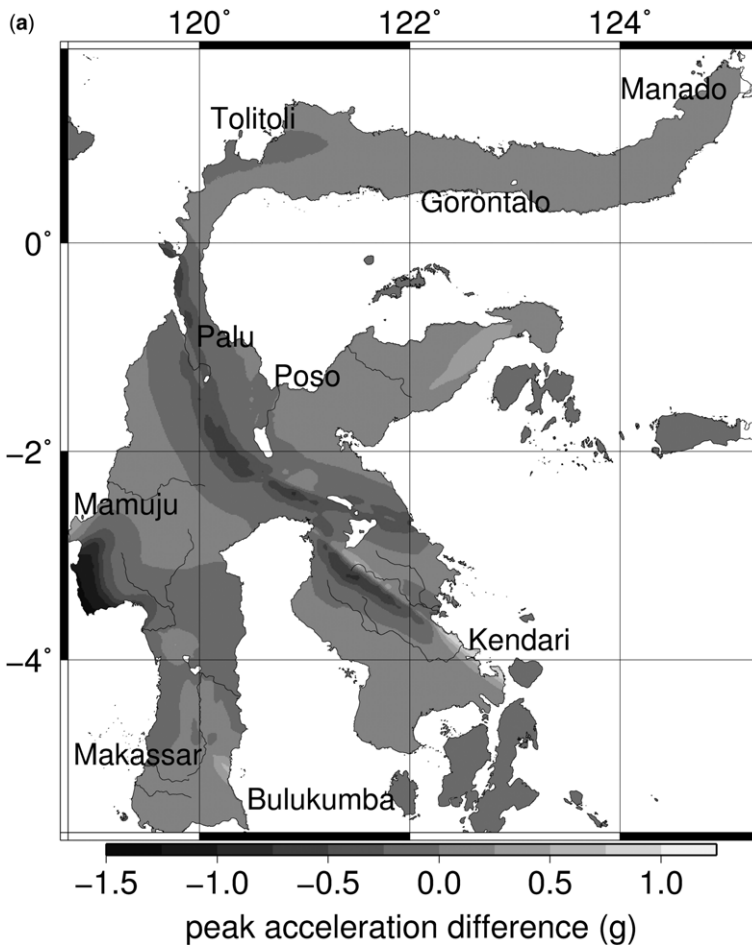 (a)
120° 122° 124°
Manado
Tolitoli
Gorontalo
0°
Palu
Poso
−2°
Mamuju
Kendari
−4°
Makassar
Bulukumba
−1.5 −1.0 −0.5 0.0 0.5 1.0
peak acceleration difference (g)